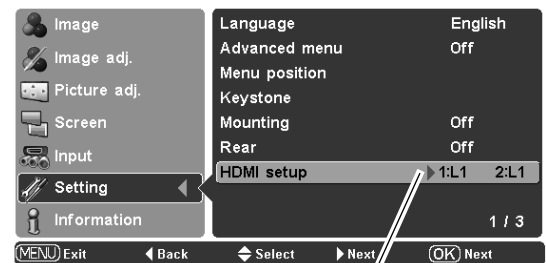 Image
Image adj.
Picture adj.
Screen
Input
Setting
Information
Language English
Advanced menu Off
Menu position
Keystone
Mounting Off
Rear Off
HDMI setup 1:L1 2:L1
1 / 3
MENU Exit Back Select Next OK Next